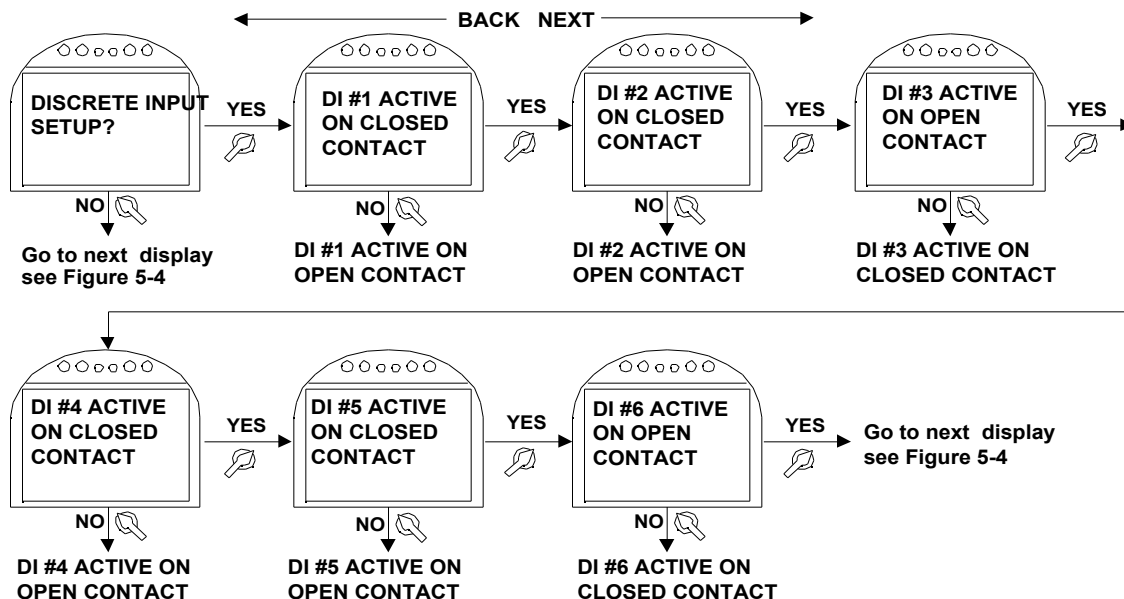 BACK NEXT
DISCRETE INPUT
SETUP?
YES
DI #1 ACTIVE
ON CLOSED
CONTACT
YES
DI #2 ACTIVE
ON CLOSED
CONTACT
YES
DI #3 ACTIVE
ON OPEN
CONTACT
YES
NO
Go to next display
see Figure 5-4
NO
DI #1 ACTIVE ON
OPEN CONTACT
NO
DI #2 ACTIVE ON
OPEN CONTACT
NO
DI #3 ACTIVE ON
CLOSED CONTACT
DI #4 ACTIVE
ON CLOSED
CONTACT
YES
DI #5 ACTIVE
ON CLOSED
CONTACT
YES
DI #6 ACTIVE
ON OPEN
CONTACT
YES
Go to next display
see Figure 5-4
NO
DI #4 ACTIVE ON
OPEN CONTACT
NO
DI #5 ACTIVE ON
OPEN CONTACT
NO
DI #6 ACTIVE ON
CLOSED CONTACT